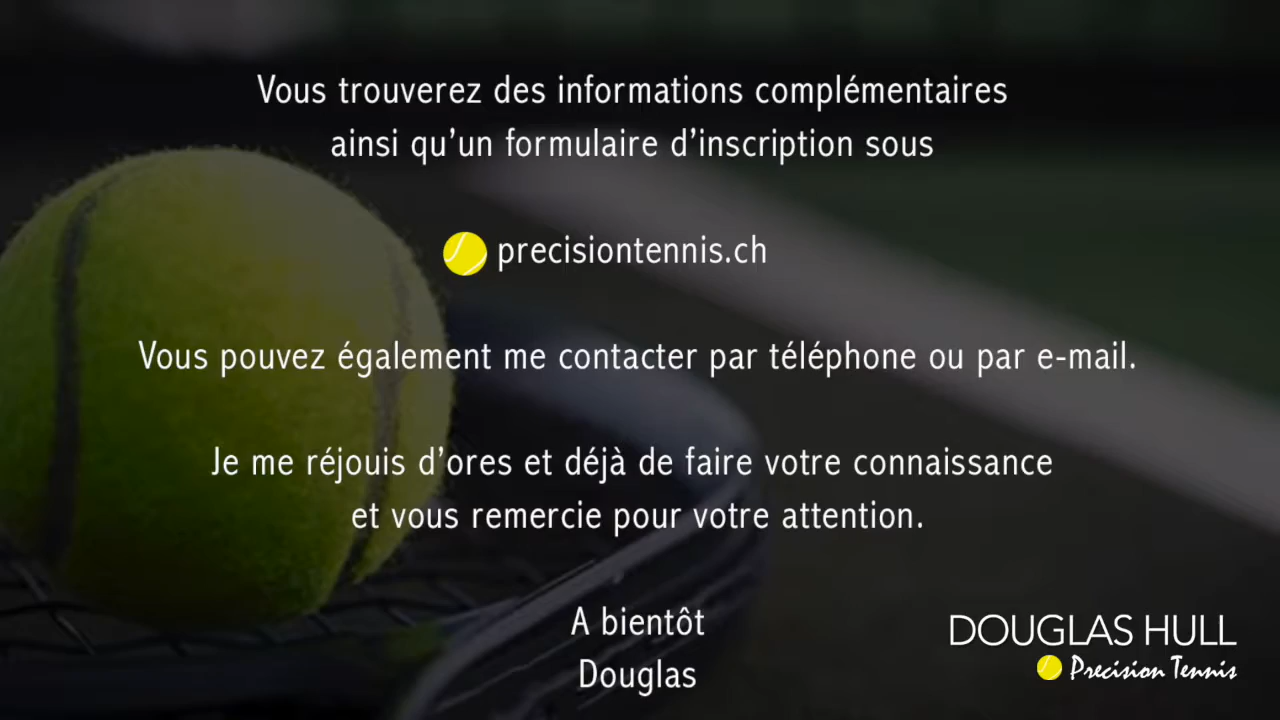 Vous trouverez des informations complémentaires
ainsi qu’un formulaire d’inscription sous
precisiontennis.ch
Vous pouvez également me contacter par téléphone ou par e-mail.
Je me réjouis d’ores et déjà de faire votre connaissance
et vous remercie pour votre attention.
A bientôt
Douglas
DOUGLAS HULL
Precision Tennis